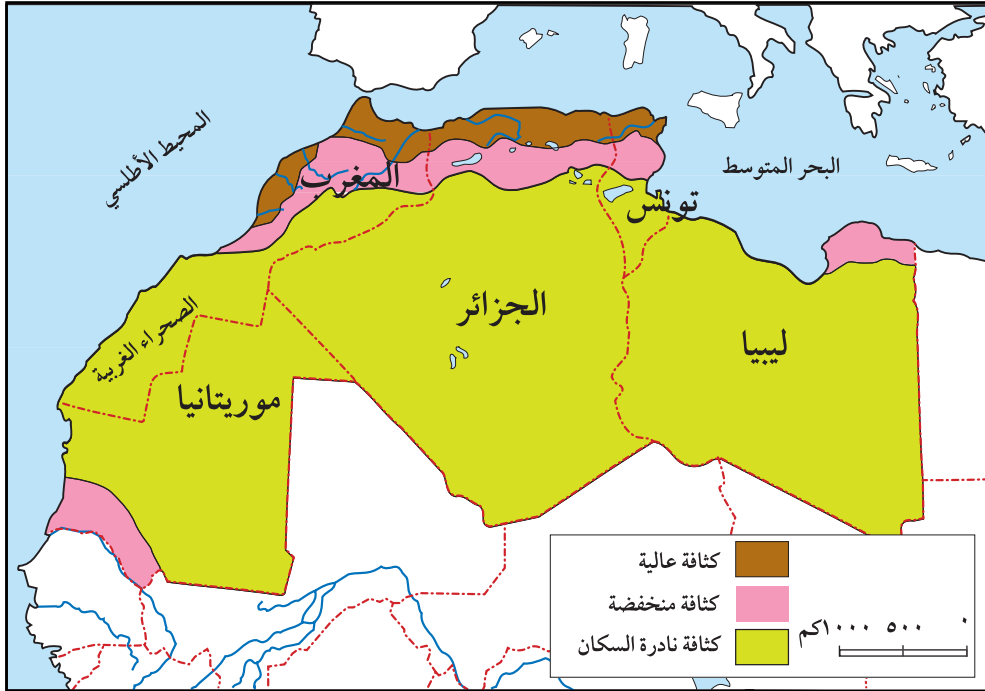 المحيط الأطلسي
البحر المتوسط
المغرب
تونس
الجزائر
ليبيا
الصحراء الغربية
موريتانيا
كثافة عالية
كثافة منخفضة
كثافة نادرة السكان
٠ ٥٠٠ ١٠٠٠كم